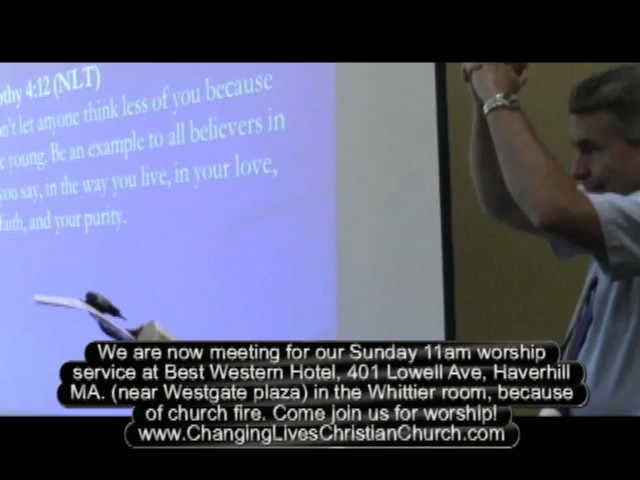 othy 4:12 (NLT)
n't let anyone think less of you because
e young. Be an example to all believers in
you say, in the way you live, in your love,
faith, and your purity.
We are now meeting for our Sunday 11am worship
service at Best Western Hotel, 401 Lowell Ave, Haverhill
MA. (near Westgate plaza) in the Whittier room, because
of church fire. Come join us for worship!
www.ChangingLivesChristianChurch.com